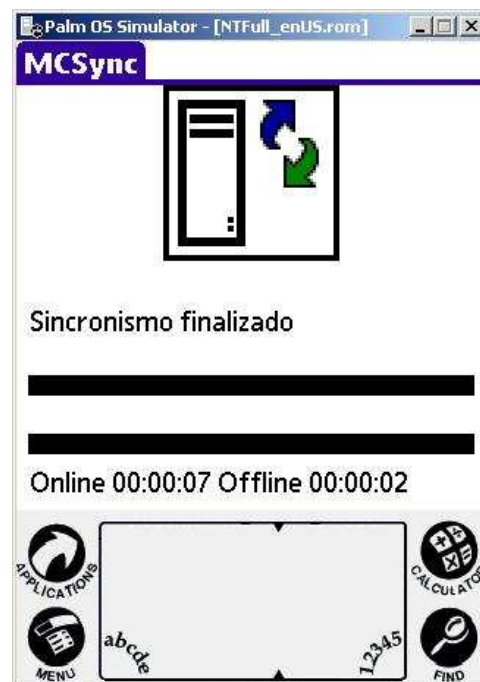 Palm OS Simulator - [NTFull_enUS.rom]
MCSync
Sincronismo finalizado
Online 00:00:07 Offline 00:00:02
APPLICATIONS
CALCULATOR
abcde
12345
MENU
FIND